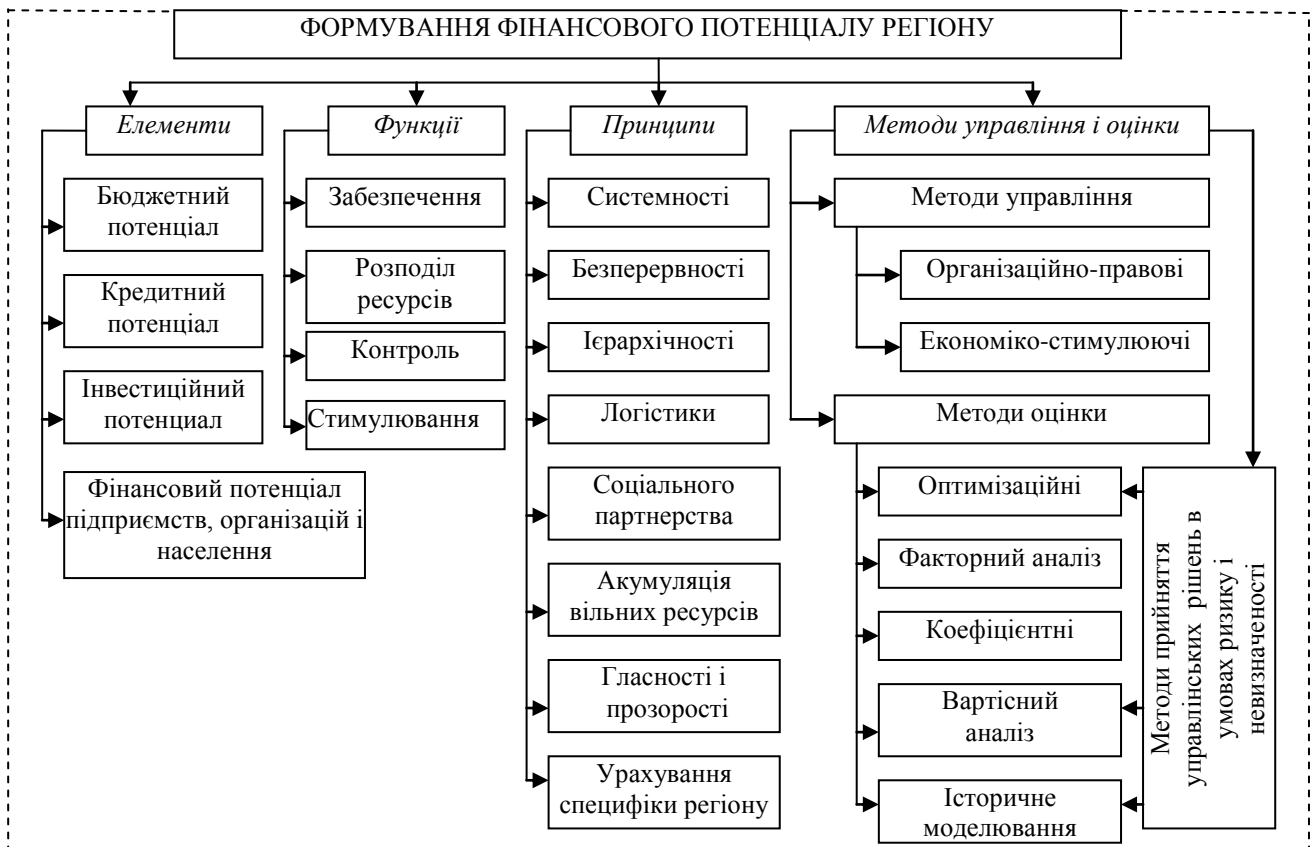 ФОРМУВАННЯ ФІНАНСОВОГО ПОТЕНЦІАЛУ РЕГІОНУ
Елементи
Бюджетний
потенціал
Кредитний
потенціал
Інвестиційний
потенциал
Фінансовий потенціал
підприємств, організацій і
населення
Функції
Забезпечення
Розподіл
ресурсів
Контроль
Стимулювання
Принципи
Системності
Безперервності
Ієрархічності
Логістики
Соціального
партнерства
Акумуляція
вільних ресурсів
Гласності і
прозорості
Урахування
специфіки регіону
Методи управління і оцінки
Методи управління
Організаційно-правові
Економіко-стимулюючі
Методи оцінки
Оптимізаційні
Факторний аналіз
Коефіцієнтні
Вартісний
аналіз
Історичне
моделювання
Методи прийняття
управлінських рішень в
умовах ризику і
невизначеності